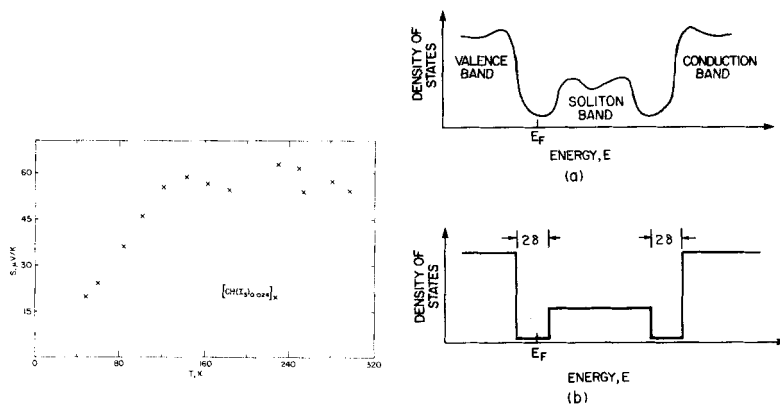 60
45
30
15
S, μV/K
[CH(I₃)0.024]x
0 80 160 240 320
T, K
DENSITY OF STATES
VALENCE BAND
SOLITON BAND
CONDUCTION BAND
EF
ENERGY, E
(a)
2δ 2δ
DENSITY OF STATES
EF
ENERGY, E
(b)